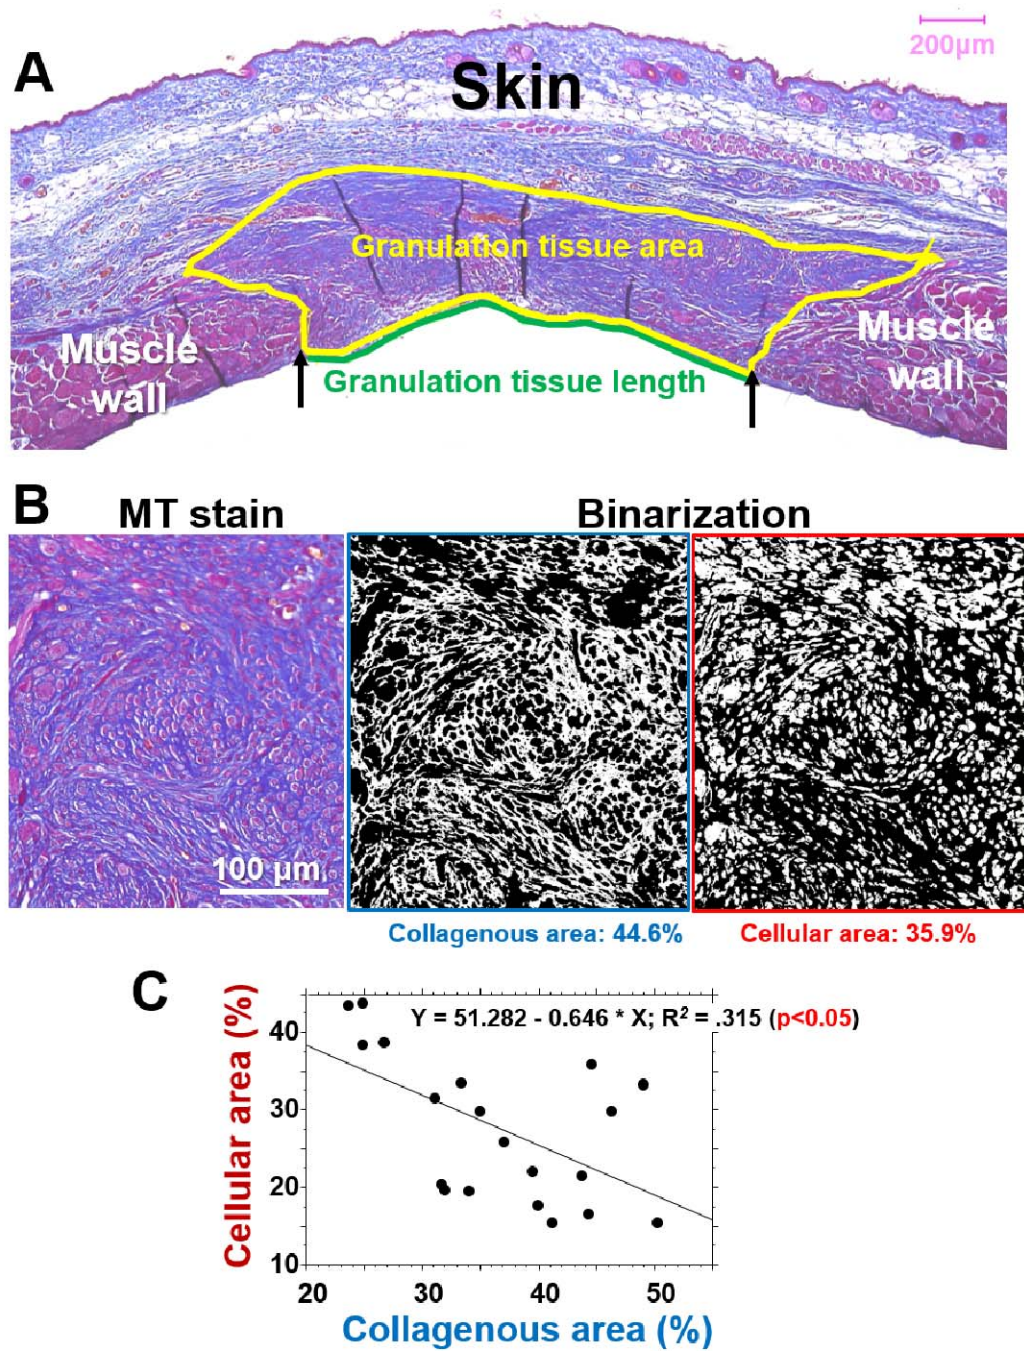 A
Skin
200μm
Granulation tissue area
Muscle
wall
Muscle
wall
Granulation tissue length
B
MT stain
Binarization
100 μm
Collagenous area: 44.6%
Cellular area: 35.9%
C
Y = 51.282 - 0.646 * X; R² = .315 (p<0.05)
Cellular area (%)
40
30
20
10
20 30 40 50
Collagenous area (%)